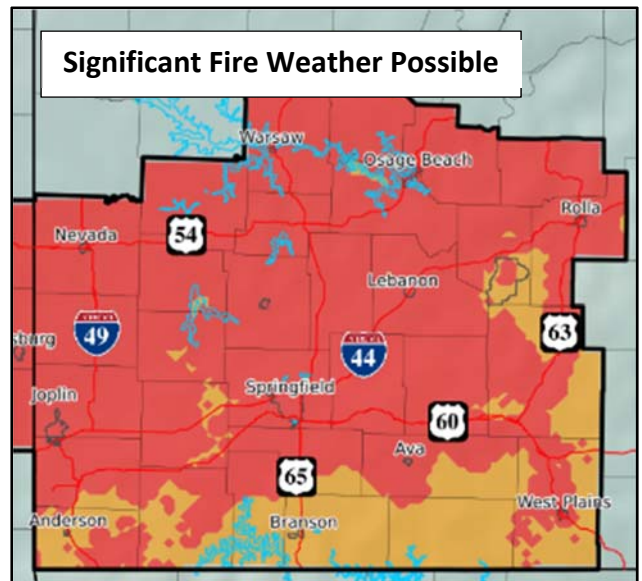 Significant Fire Weather Possible
Warsaw
Osage Beach
Rolla
54
Nevada
Lebanon
49
63
sburg
44
Joplin
Springfield
60
Ava
65
West Plains
Anderson
Branson